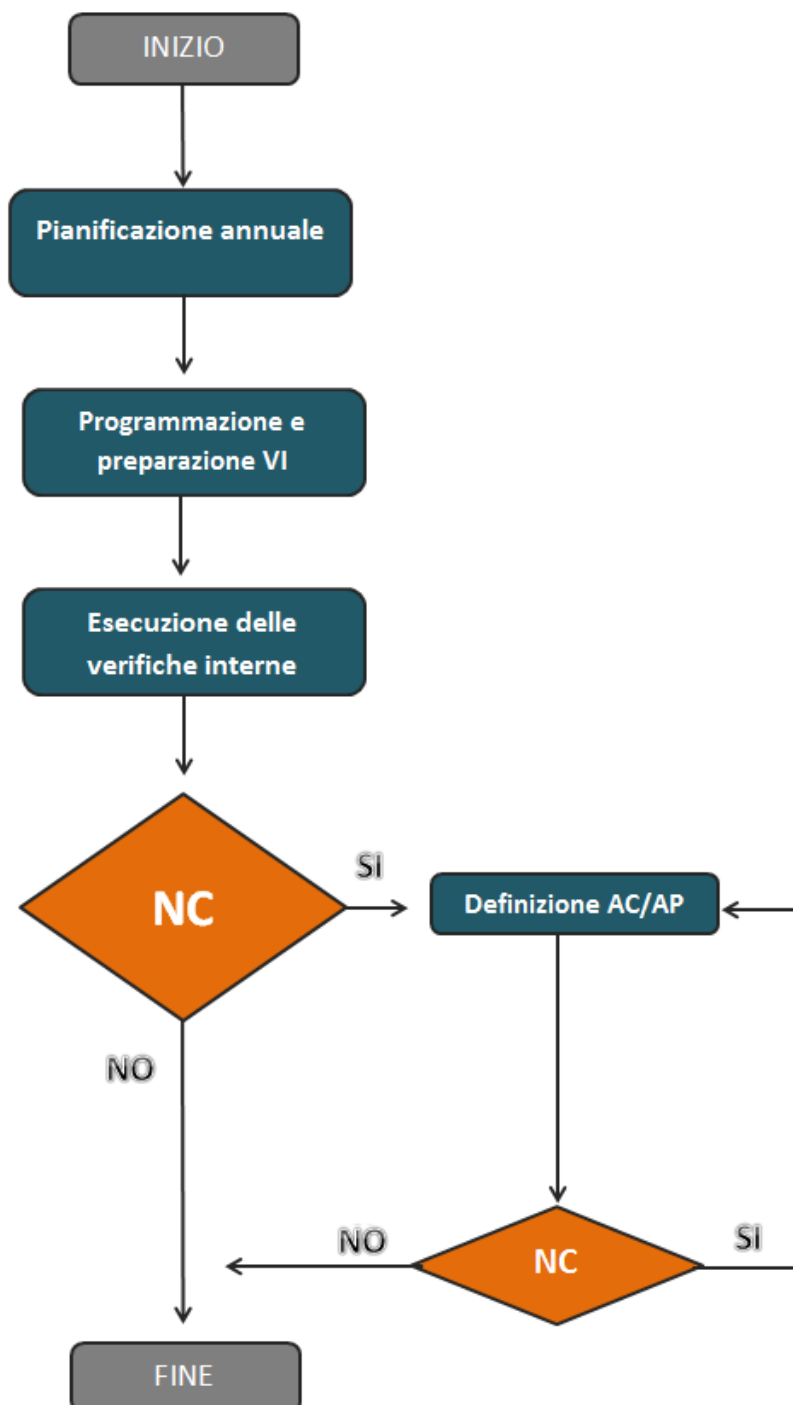 INIZIO
Pianificazione annuale
Programmazione e
preparazione VI
Esecuzione delle
verifiche interne
NC
SI
Definizione AC/AP
NO
NO
NC
SI
FINE